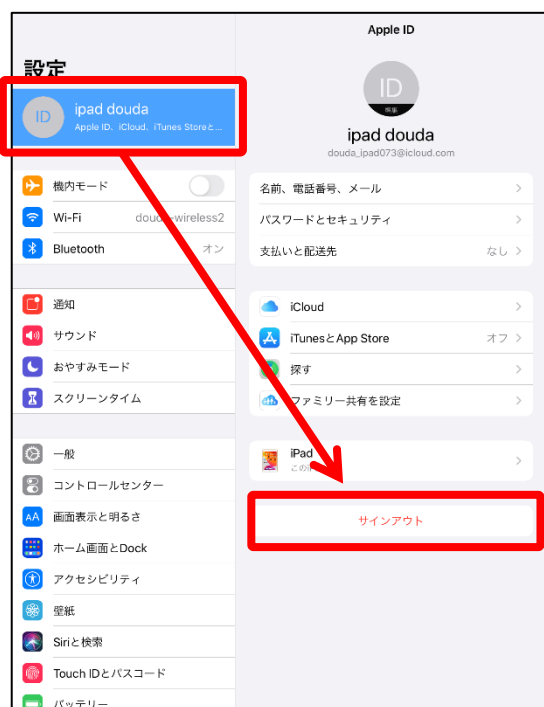 設定
ID
ipad douda
Apple ID、iCloud、iTunes Storeと...
機内モード
Wi-Fi
wireless2
Bluetooth
オン
通知
サウンド
おやすみモード
スクリーンタイム
一般
コントロールセンター
AA
画面表示と明るさ
ホーム画面とDock
アクセシビリティ
壁紙
Siriと検索
Touch IDとパスコード
バッテリー
Apple ID
ID
編集
ipad douda
douda_ipad073@icloud.com
名前、電話番号、メール
パスワードとセキュリティ
支払いと配送先
なし
iCloud
iTunesとApp Store
オフ
探す
ファミリー共有を設定
iPad
サインアウト